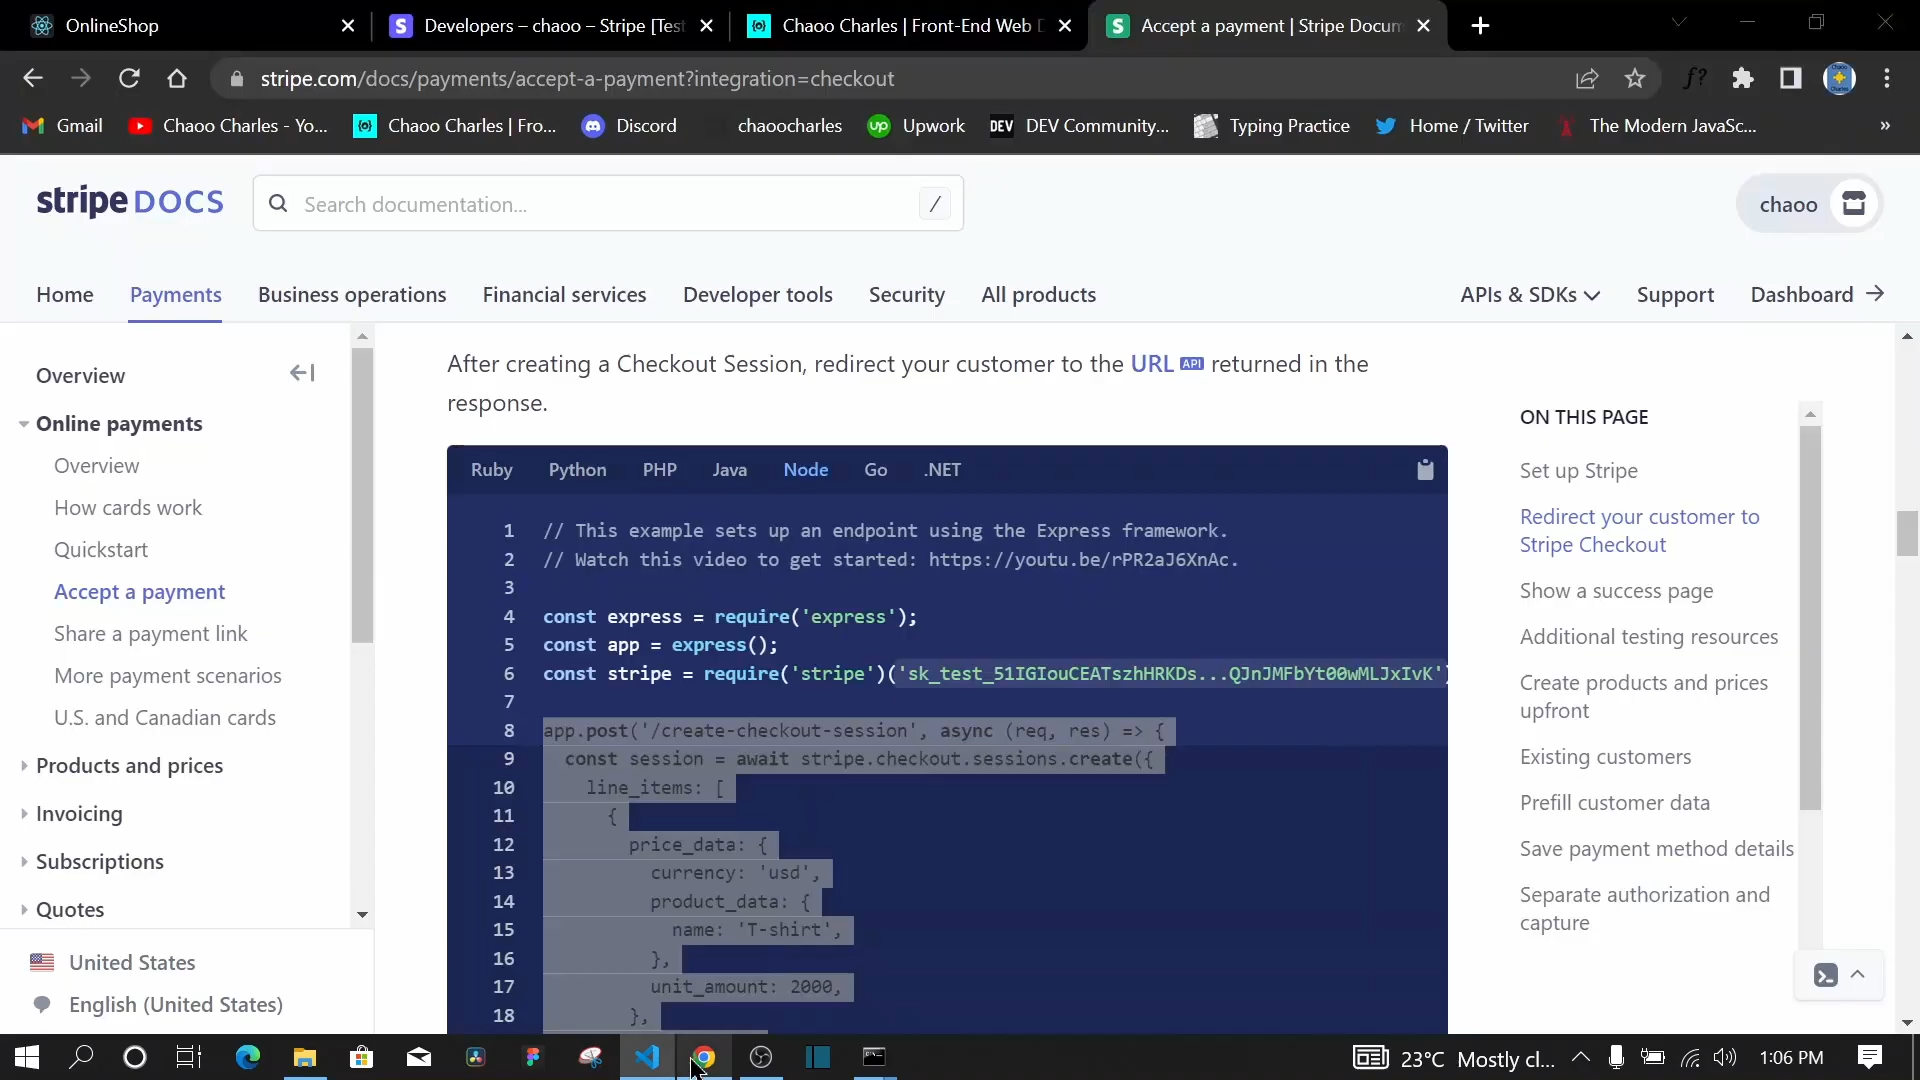 OnlineShop
Developers – chaoo – Stripe [Test
Chaoo Charles | Front-End Web D
Accept a payment | Stripe Docum
stripe.com/docs/payments/accept-a-payment?integration=checkout
Gmail
Chaoo Charles - Yo...
Chaoo Charles | Fro...
Discord
chaoocharles
Upwork
DEV Community...
Typing Practice
Home / Twitter
The Modern JavaSc...
»
stripe DOCS
Search documentation...
/
chaoo
Home
Payments
Business operations
Financial services
Developer tools
Security
All products
APIs & SDKs
Support
Dashboard →
Overview
Online payments
Overview
How cards work
Quickstart
Accept a payment
Share a payment link
More payment scenarios
U.S. and Canadian cards
Products and prices
Invoicing
Subscriptions
Quotes
United States
English (United States)
After creating a Checkout Session, redirect your customer to the URL API returned in the
response.
Ruby Python PHP Java Node Go .NET
1 // This example sets up an endpoint using the Express framework.
2 // Watch this video to get started: https://youtu.be/rPR2aJ6XnAc.
3
4 const express = require('express');
5 const app = express();
6 const stripe = require('stripe')('sk_test_51IGIouCEATszhHRKDs...QJnJMFbYt00wMLJxIvK')
7
8 app.post('/create-checkout-session', async (req, res) => {
9 const session = await stripe.checkout.sessions.create({
10 line_items: [
11 {
12 price_data: {
13 currency: 'usd',
14 product_data: {
15 name: 'T-shirt',
16 },
17 unit_amount: 2000,
18 },
ON THIS PAGE
Set up Stripe
Redirect your customer to
Stripe Checkout
Show a success page
Additional testing resources
Create products and prices
upfront
Existing customers
Prefill customer data
Save payment method details
Separate authorization and
capture
23°C Mostly cl...
1:06 PM